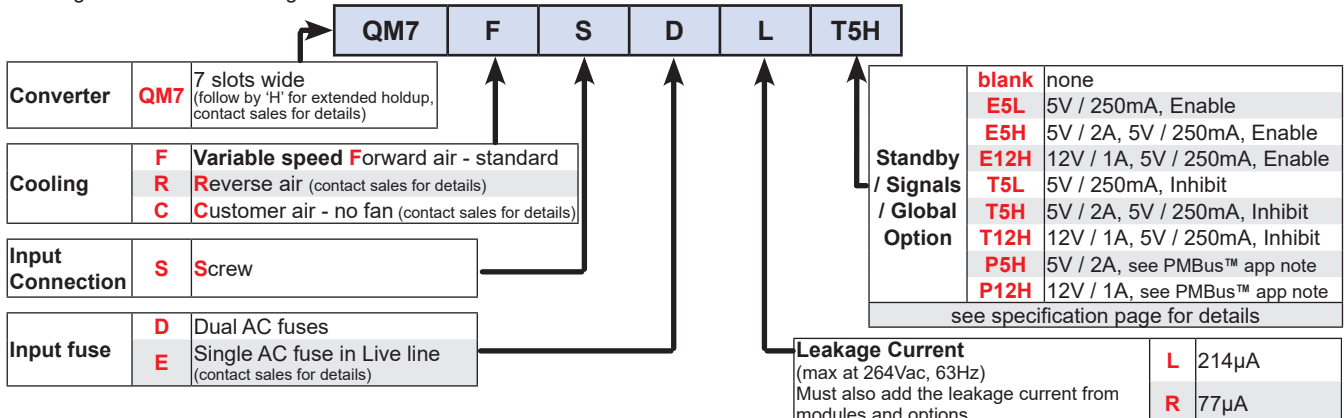 QM7 F S D L T5H
Converter QM7 7 slots wide
(follow by 'H' for extended holdup,
contact sales for details)
Cooling
F Variable speed Forward air - standard
R Reverse air (contact sales for details)
C Customer air - no fan (contact sales for details)
Input
Connection
S Screw
Input fuse
D Dual AC fuses
E Single AC fuse in Live line
(contact sales for details)
Standby
/ Signals
/ Global
Option
blank none
E5L 5V / 250mA, Enable
E5H 5V / 2A, 5V / 250mA, Enable
E12H 12V / 1A, 5V / 250mA, Enable
T5L 5V / 250mA, Inhibit
T5H 5V / 2A, 5V / 250mA, Inhibit
T12H 12V / 1A, 5V / 250mA, Inhibit
P5H 5V / 2A, see PMBus™ app note
P12H 12V / 1A, see PMBus™ app note
see specification page for details
Leakage Current
(max at 264Vac, 63Hz)
Must also add the leakage current from
modules and options
L 214µA
R 77µA